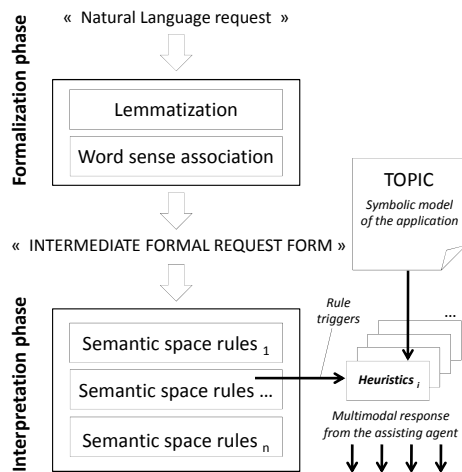 « Natural Language request »
Formalization phase
Lemmatization
Word sense association
« INTERMEDIATE FORMAL REQUEST FORM »
TOPIC
Symbolic model
of the application
Interpretation phase
Semantic space rules 1
Semantic space rules ...
Semantic space rules n
Rule
triggers
...
Heuristics i
Multimodal response
from the assisting agent